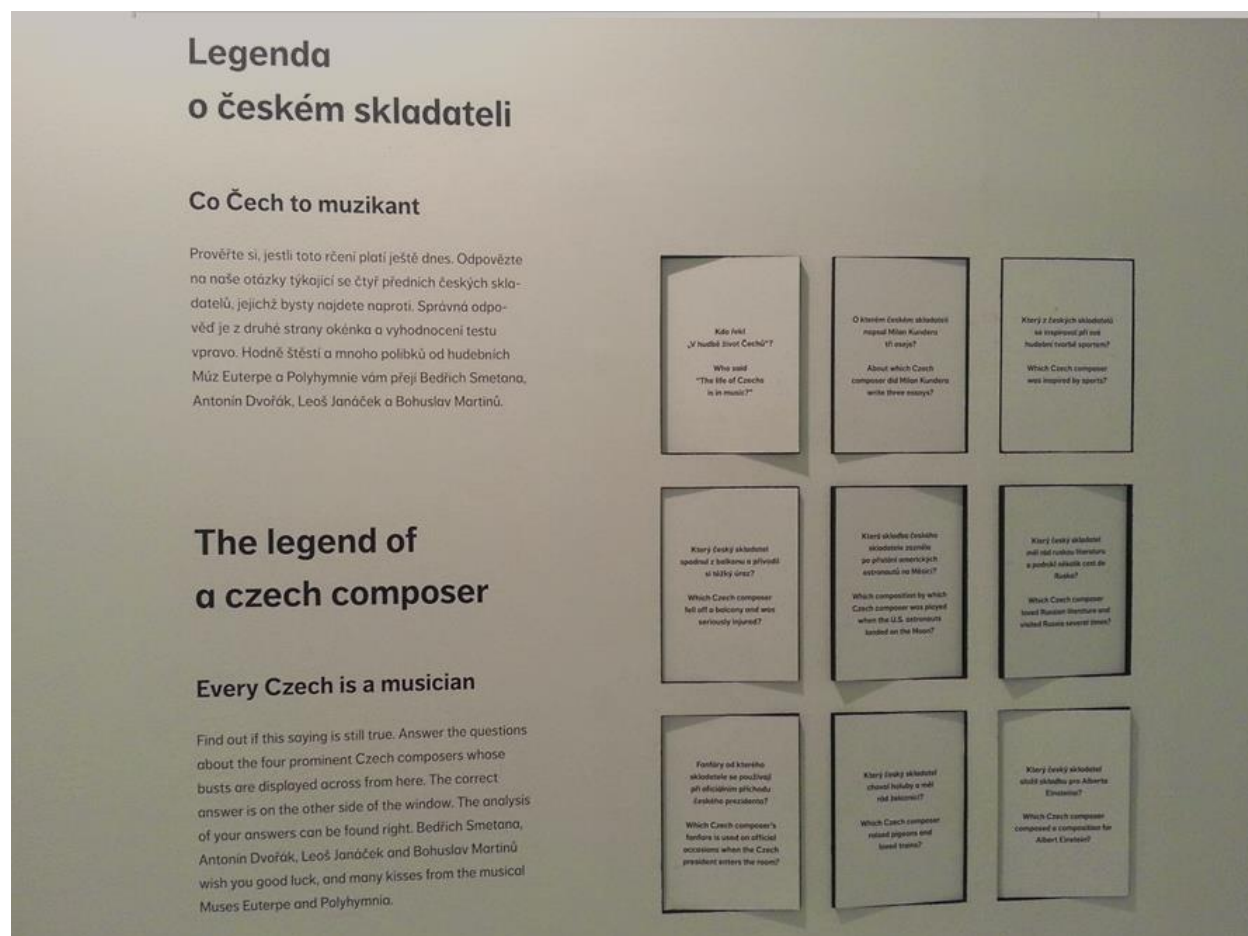 Legenda
o českém skladateli
Co Čech to muzikant
Prověřte si, jestli toto rčení platí ještě dnes. Odpovězte
na naše otázky týkající se čtyř předních českých skla-
datelů, jejichž bysty najdete naproti. Správná odpo-
věď je z druhé strany okénka a vyhodnocení testu
vpravo. Hodně štěstí a mnoho polibků od hudebních
Múz Euterpe a Polyhymnie vám přejí Bedřich Smetana,
Antonín Dvořák, Leoš Janáček a Bohuslav Martinů.
The legend of
a czech composer
Every Czech is a musician
Find out if this saying is still true. Answer the questions
about the four prominent Czech composers whose
busts are displayed across from here. The correct
answer is on the other side of the window. The analysis
of your answers can be found right. Bedřich Smetana,
Antonín Dvořák, Leoš Janáček and Bohuslav Martinů
wish you good luck, and many kisses from the musical
Muses Euterpe and Polyhymnia.
Kdo řekl
„V hudbě život Čechů“?
Who said
"The life of Czechs
is in music?"
O kterém českém skladateli
napsal Milan Kundera
tři eseje?
About which Czech
composer did Milan Kundera
write three essays?
Který z českých skladatelů
se inspiroval při své
hudební tvorbě sportem?
Which Czech composer
was inspired by sports?
Který český skladatel
spadnul z balkonu a přivodil
si těžký úraz?
Which Czech composer
fell off a balcony and was
seriously injured?
Která skladba českého
skladatele zazněla
po přistání amerických
astronautů na Měsíci?
Which composition by which
Czech composer was played
when the U.S. astronauts
landed on the Moon?
Který český skladatel
měl rád ruskou literaturu
a podnikl několik cest do
Ruska?
Which Czech composer
loved Russian literature and
visited Russia several times?
Fanfáry od kterého
skladatele se používají
při oficiálním příchodu
českého prezidenta?
Which Czech composer's
fanfare is used on official
occasions when the Czech
president enters the room?
Který český skladatel
choval holuby a měl
rád železnici?
Which Czech composer
raised pigeons and
loved trains?
Který český skladatel
složil skladbu pro Alberta
Einsteina?
Which Czech composer
composed a composition for
Albert Einstein?